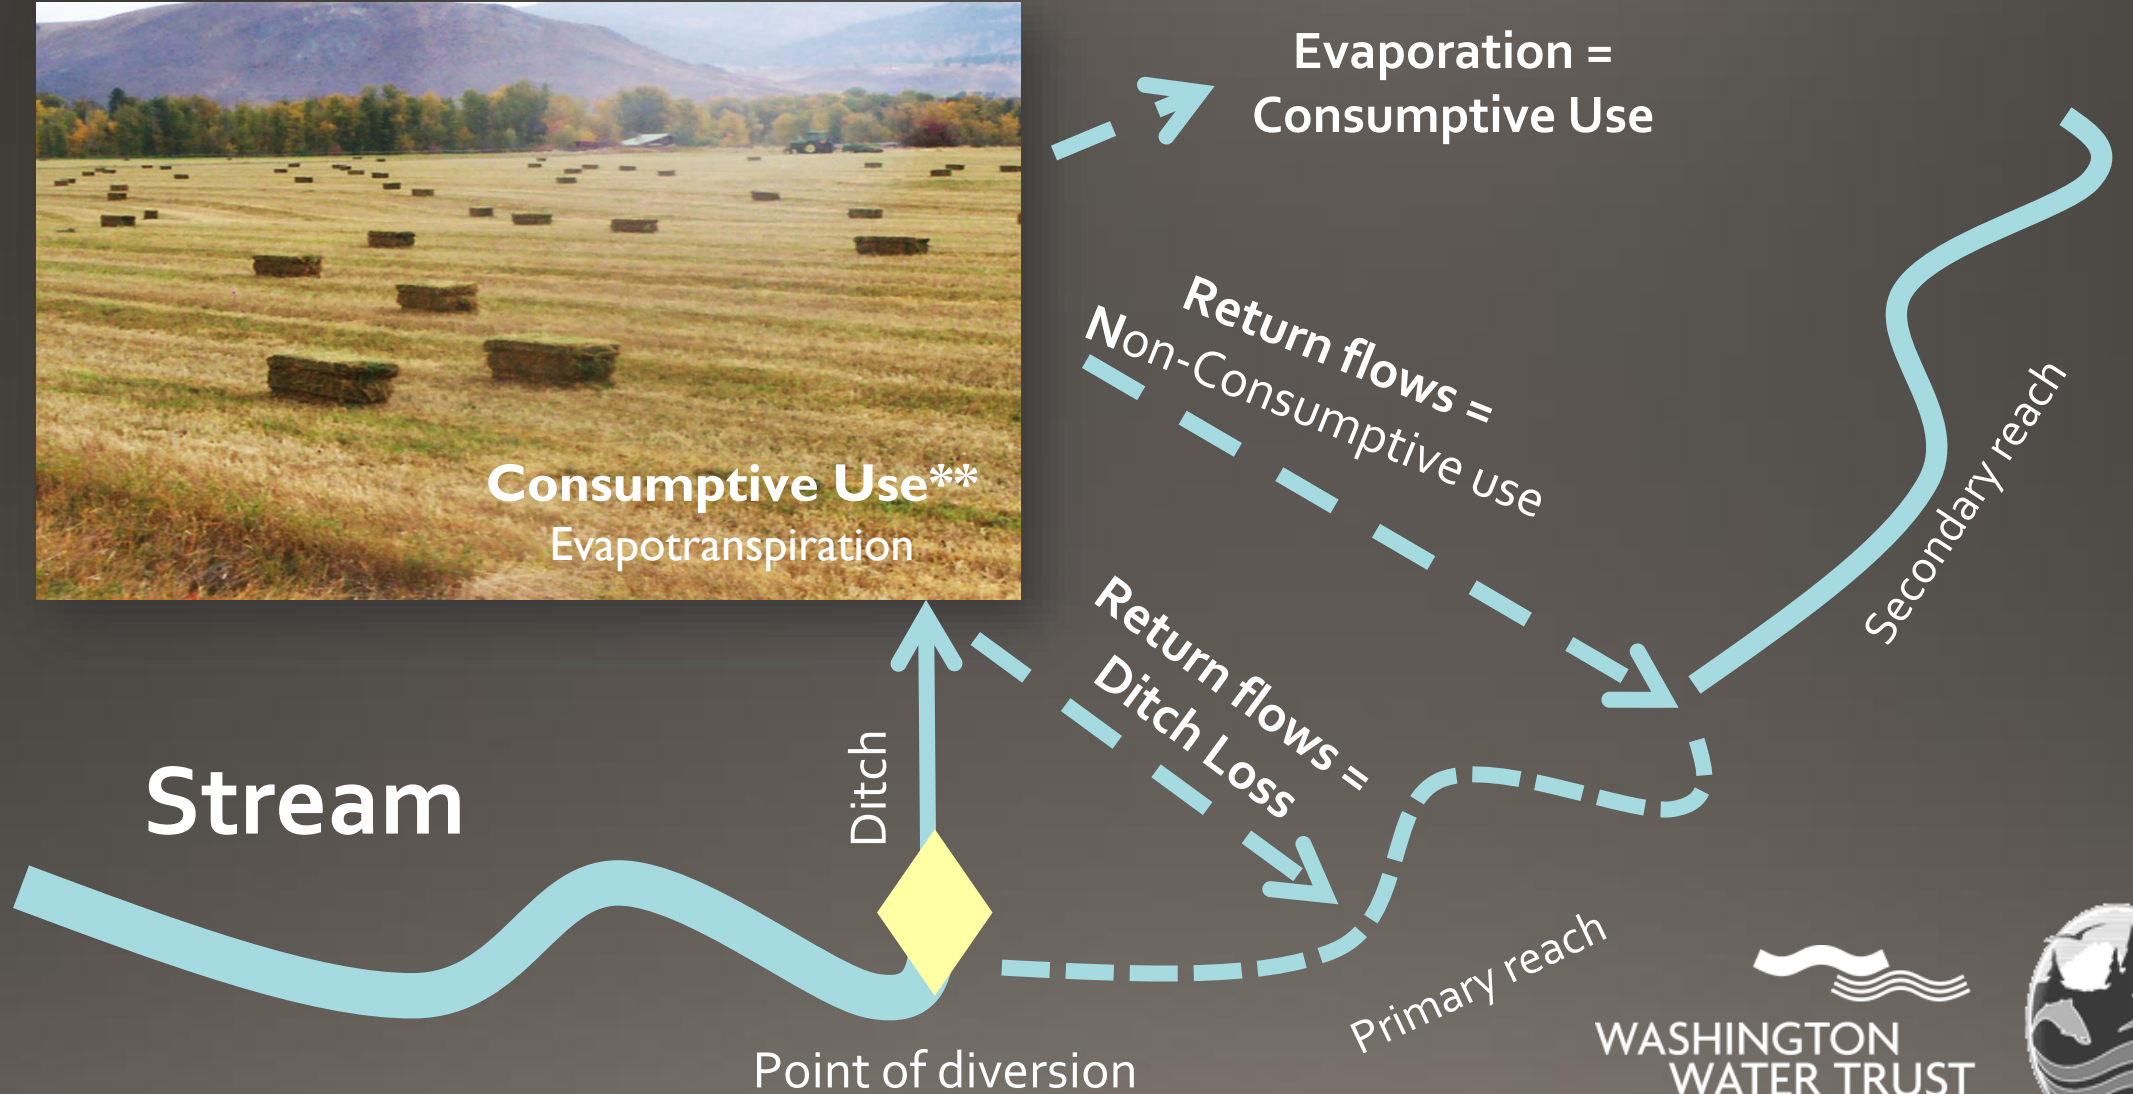 Evaporation =
Consumptive Use
Return flows =
Non-Consumptive use
Consumptive Use**
Evapotranspiration
Secondary reach
Return flows =
Ditch Loss
Ditch
Stream
Primary reach
Point of diversion
WASHINGTON
WATER TRUST